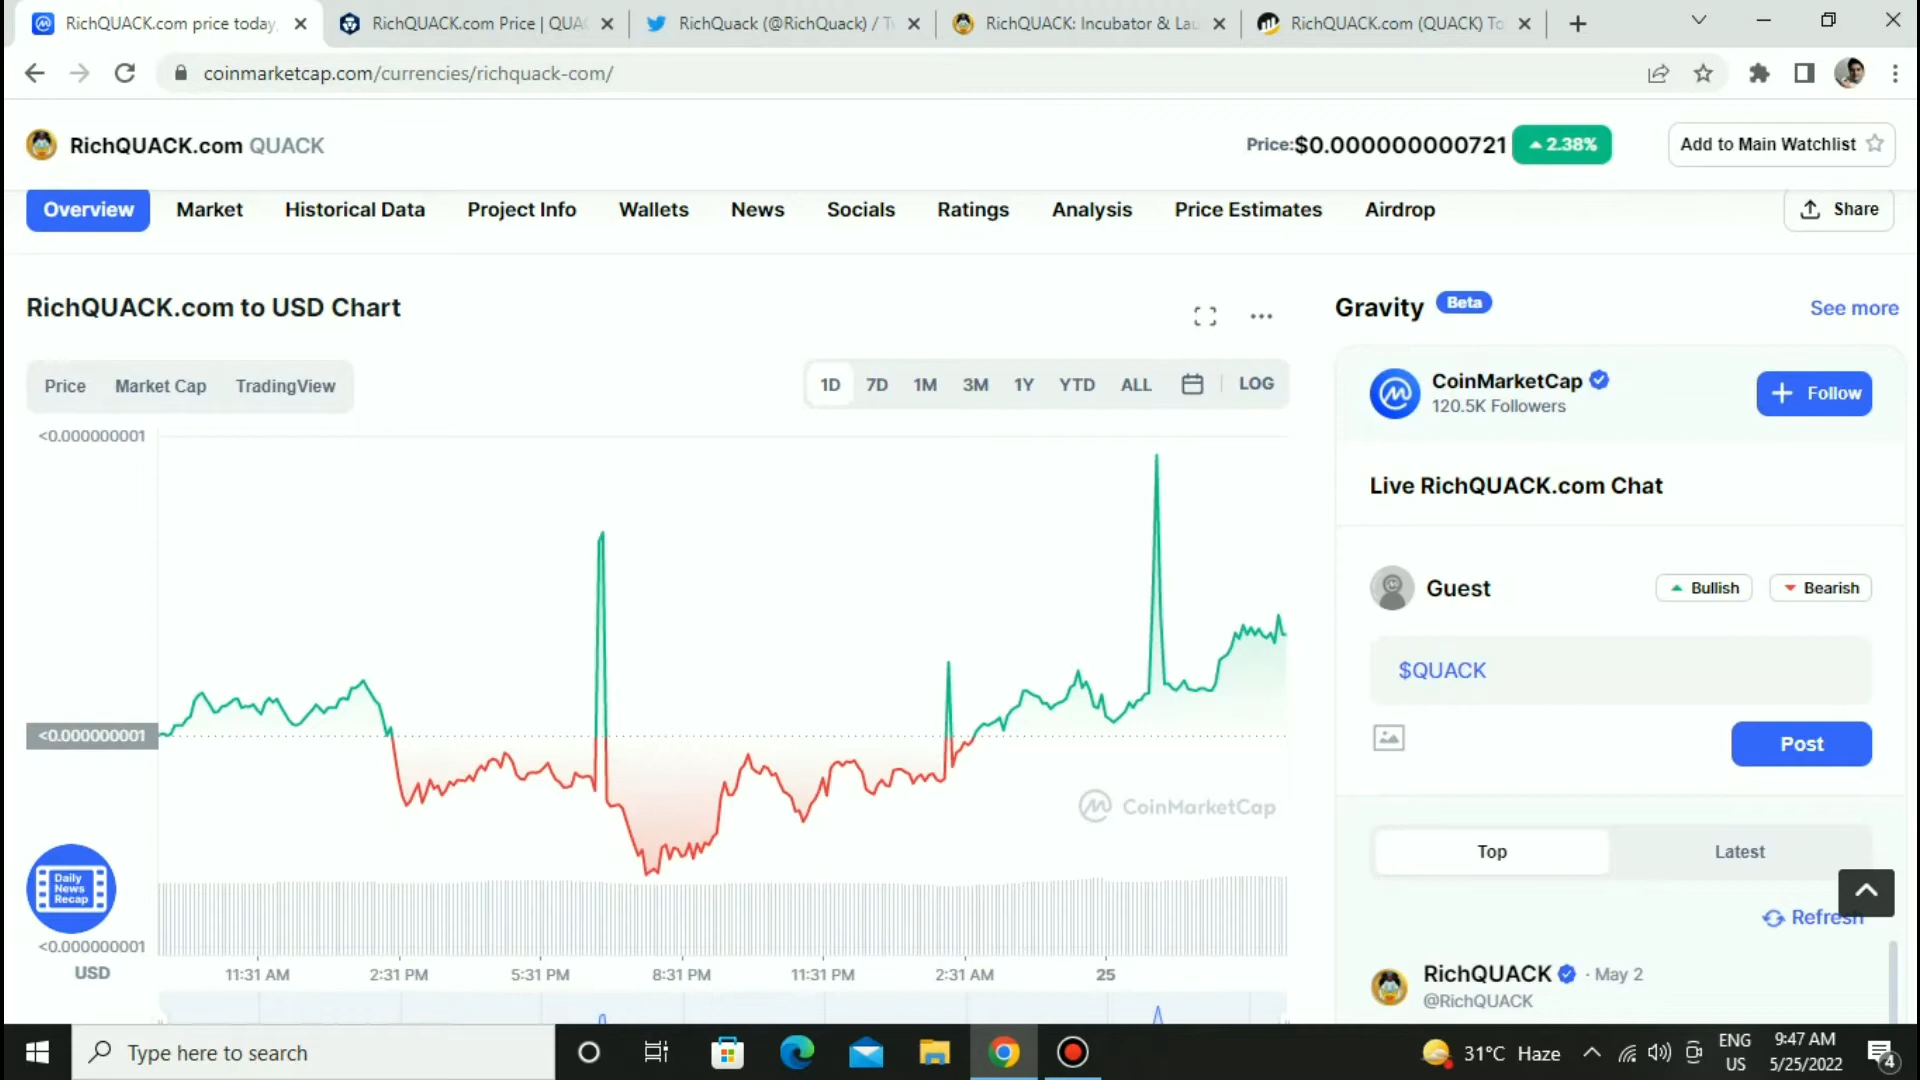 RichQUACK.com price today,
RichQUACK.com Price | QUA
RichQuack (@RichQuack) / T
RichQUACK: Incubator & Lau
RichQUACK.com (QUACK) To
coinmarketcap.com/currencies/richquack-com/
RichQUACK.com QUACK
Price:$0.000000000721
2.38%
Add to Main Watchlist
Overview
Market
Historical Data
Project Info
Wallets
News
Socials
Ratings
Analysis
Price Estimates
Airdrop
Share
RichQUACK.com to USD Chart
Gravity Beta
See more
Price
Market Cap
TradingView
1D
7D
1M
3M
1Y
YTD
ALL
LOG
CoinMarketCap
120.5K Followers
Follow
<0.000000001
Live RichQUACK.com Chat
Guest
Bullish
Bearish
$QUACK
<0.000000001
Post
CoinMarketCap
Top
Latest
Daily
News
Recap
Refresh
<0.000000001
USD
11:31 AM
2:31 PM
5:31 PM
8:31 PM
11:31 PM
2:31 AM
25
RichQUACK · May 2
@RichQUACK
Type here to search
31°C Haze
ENG
US
9:47 AM
5/25/2022
4